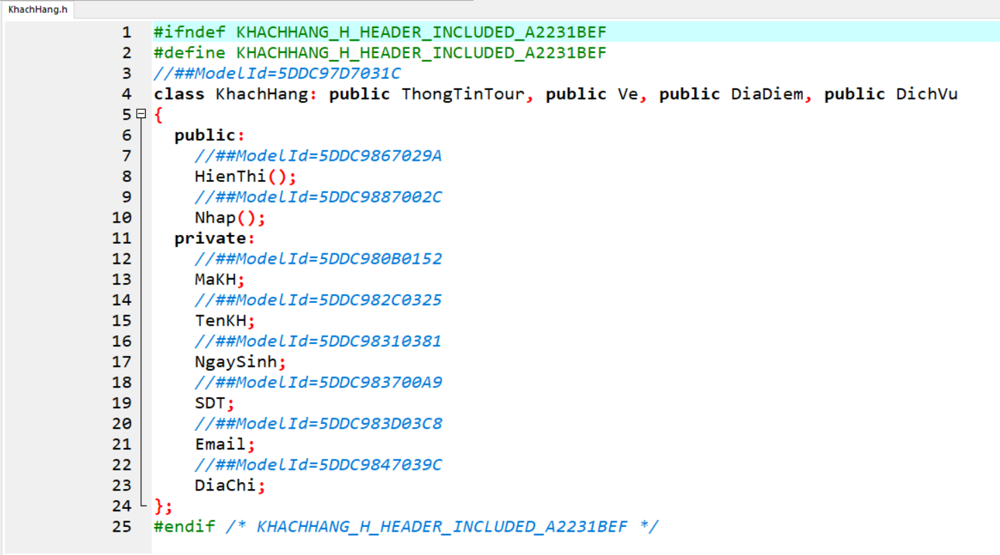 KhachHang.h
1 #ifndef KHACHHANG_H_HEADER_INCLUDED_A2231BEF
2 #define KHACHHANG_H_HEADER_INCLUDED_A2231BEF
3 //##ModelId=5DDC97D7031C
4 class KhachHang: public ThongTinTour, public Ve, public DiaDiem, public DichVu
5 {
6 public:
7 //##ModelId=5DDC9867029A
8 HienThi();
9 //##ModelId=5DDC9887002C
10 Nhap();
11 private:
12 //##ModelId=5DDC980B0152
13 MaKH;
14 //##ModelId=5DDC982C0325
15 TenKH;
16 //##ModelId=5DDC98310381
17 NgaySinh;
18 //##ModelId=5DDC983700A9
19 SDT;
20 //##ModelId=5DDC983D03C8
21 Email;
22 //##ModelId=5DDC9847039C
23 DiaChi;
24 };
25 #endif /* KHACHHANG_H_HEADER_INCLUDED_A2231BEF */